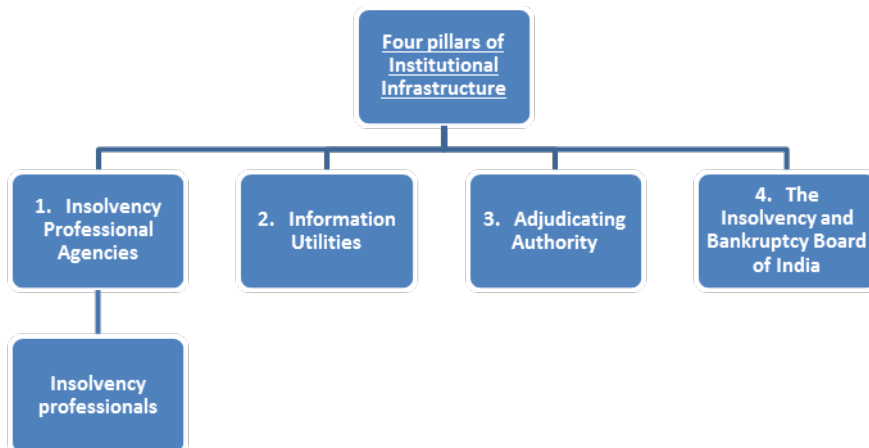 Four pillars of
Institutional
Infrastructure
1. Insolvency
Professional
Agencies
2. Information
Utilities
3. Adjudicating
Authority
4. The
Insolvency and
Bankruptcy Board
of India
Insolvency
professionals